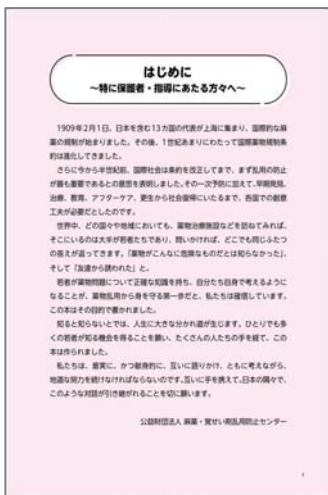 はじめに
〜特に保護者・指導にあたる方々へ〜
1909年2月1日、日本を含む13カ国の代表が上海に集まり、国際的な麻
薬の規制が始まりました。その後、1世紀あまりにわたって国際薬物規制条
約は進化してきました。
さらに今から半世紀前、国際社会は条約を改正してまで、まず乱用の防止
が最も重要であるとの意思を表明しました。その一次予防に加えて、早期発見、
治療、教育、アフターケア、更生から社会復帰にいたるまで、各国での創意
工夫が必要だとしたのです。
世界中、どの国々や地域においても、薬物治療施設などを訪ねてみれば、
そこにいるのは大半が若者たちであり、問いかければ、どこでも同じふたつ
の答えが返ってきます。「薬物がこんなに危険なものだとは知らなかった」、
そして「友達から誘われた」と。
若者が薬物問題について正確な知識を持ち、自分たち自身で考えるように
なることが、薬物乱用から身を守る第一歩だと、私たちは確信しています。
この本はその目的で書かれました。
知ると知らないとでは、人生に大きな分かれ道が生じます。ひとりでも多
くの若者が知る機会を得ることを願い、たくさんの人たちの手を経て、この
本は作られました。
私たちは、着実に、かつ献身的に、互いに語りかけ、ともに考えながら、
地道な努力を続けなければならないのです。互いに手を携えて、日本の隅々で、
このような対話が引き継がれることを切に願います。
公益財団法人 麻薬・覚せい剤乱用防止センター